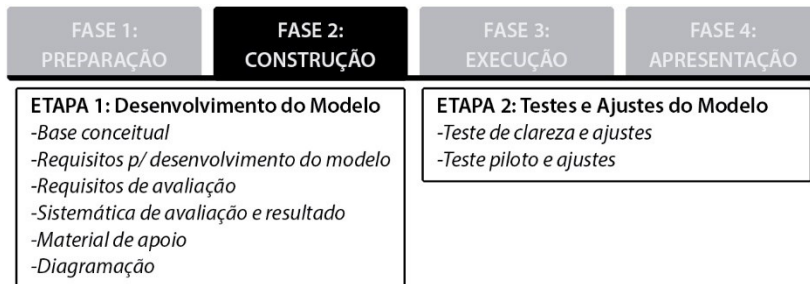 FASE 1:
PREPARAÇÃO
FASE 2:
CONSTRUÇÃO
FASE 3:
EXECUÇÃO
FASE 4:
APRESENTAÇÃO
ETAPA 1: Desenvolvimento do Modelo
-Base conceitual
-Requisitos p/ desenvolvimento do modelo
-Requisitos de avaliação
-Sistemática de avaliação e resultado
-Material de apoio
-Diagramação
ETAPA 2: Testes e Ajustes do Modelo
-Teste de clareza e ajustes
-Teste piloto e ajustes